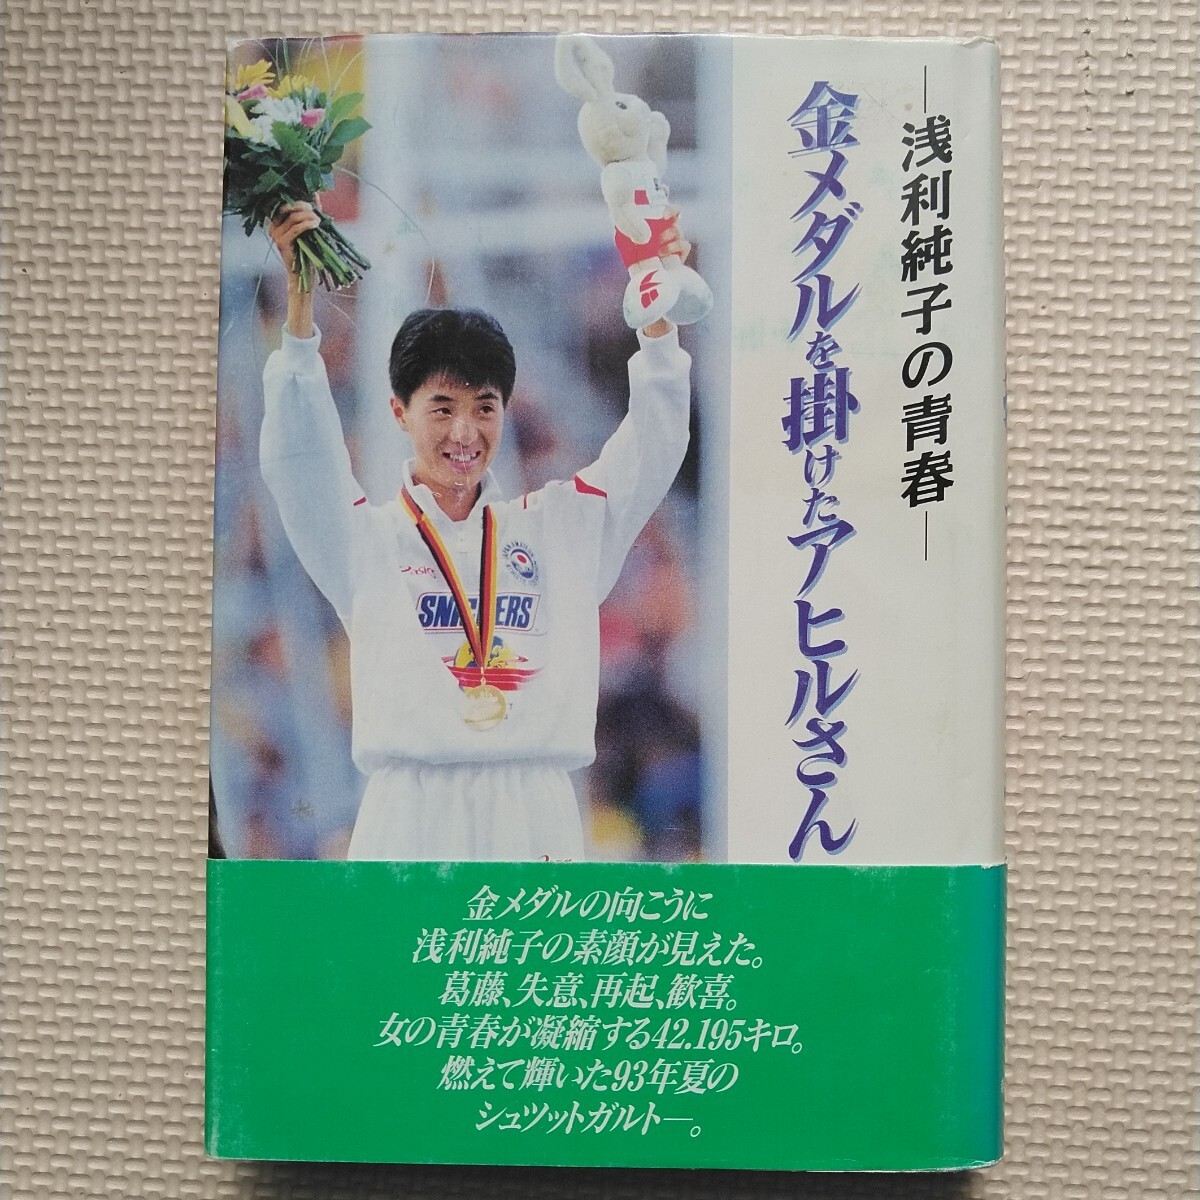 ―浅利純子の青春―
金メダルを掛けたアヒルさん
SNICKERS
金メダルの向こうに
浅利純子の素顔が見えた。
葛藤、失意、再起、歓喜。
女の青春が凝縮する42.195キロ。
燃えて輝いた93年夏の
シュツットガルト―。